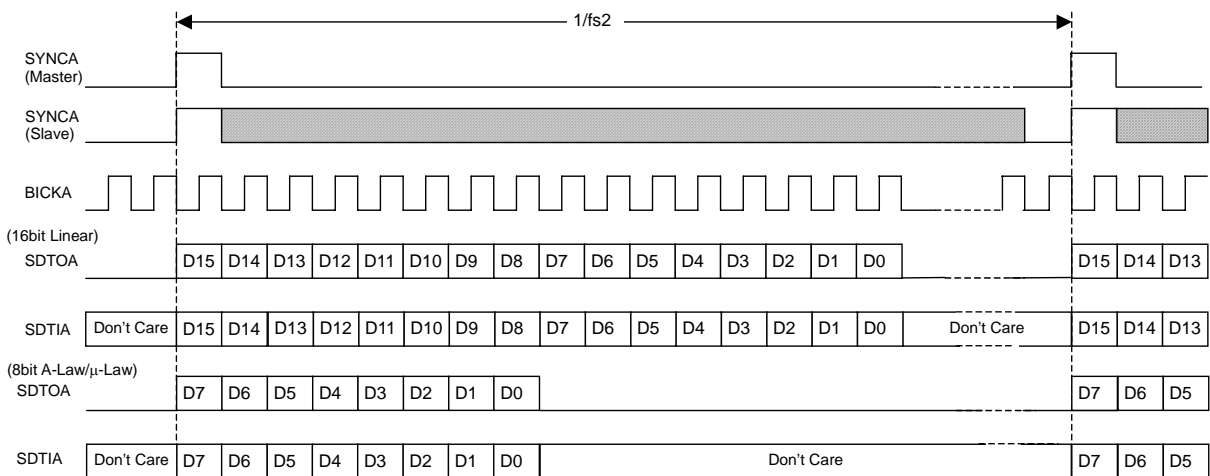 1/fs2
SYNCA
(Master)
SYNCA
(Slave)
BICKA
(16bit Linear)
SDTOA D15 D14 D13 D12 D11 D10 D9 D8 D7 D6 D5 D4 D3 D2 D1 D0 D15 D14 D13
SDTIA Don't Care D15 D14 D13 D12 D11 D10 D9 D8 D7 D6 D5 D4 D3 D2 D1 D0 Don't Care D15 D14 D13
(8bit A-Law/μ-Law)
SDTOA D7 D6 D5 D4 D3 D2 D1 D0 D7 D6 D5
SDTIA Don't Care D7 D6 D5 D4 D3 D2 D1 D0 Don't Care D7 D6 D5